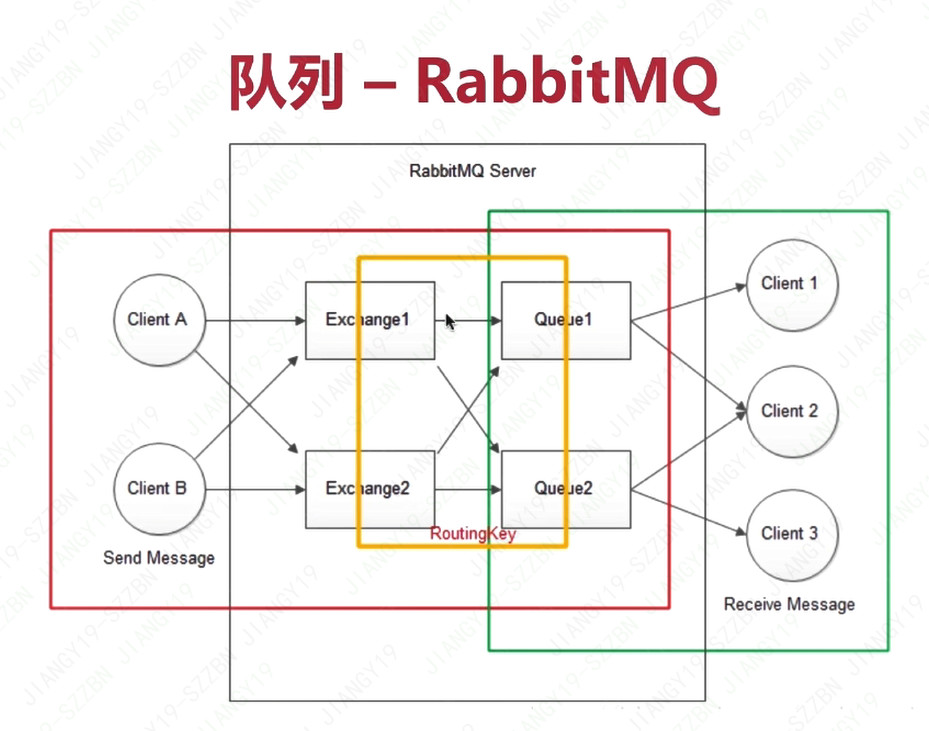 队列 – RabbitMQ
RabbitMQ Server
Client A
Exchange1
Queue1
Client 1
Client 2
Client B
Exchange2
Queue2
RoutingKey
Client 3
Send Message
Receive Message
JIANGY19-SZZBN